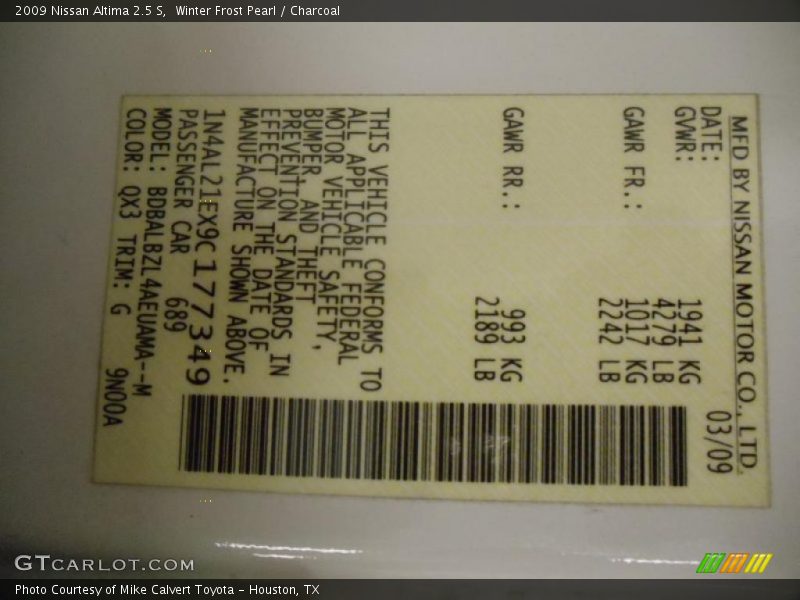 2009 Nissan Altima 2.5 S,  Winter Frost Pearl / Charcoal
MFD BY NISSAN MOTOR CO., LTD.
DATE: 03/09
GVWR: 1941 KG
4279 LB
GAWR FR.: 1017 KG
2242 LB
GAWR RR.: 993 KG
2189 LB
THIS VEHICLE CONFORMS TO
ALL APPLICABLE FEDERAL
MOTOR VEHICLE SAFETY,
BUMPER AND THEFT
PREVENTION STANDARDS IN
EFFECT ON THE DATE OF
MANUFACTURE SHOWN ABOVE.
1N4AL21EX9C177349
PASSENGER CAR 689
MODEL: BDBALBZL4AEUAMA--M
COLOR: QX3 TRIM: G 9N00A
GTCARLOT.COM
Photo Courtesy of Mike Calvert Toyota - Houston, TX